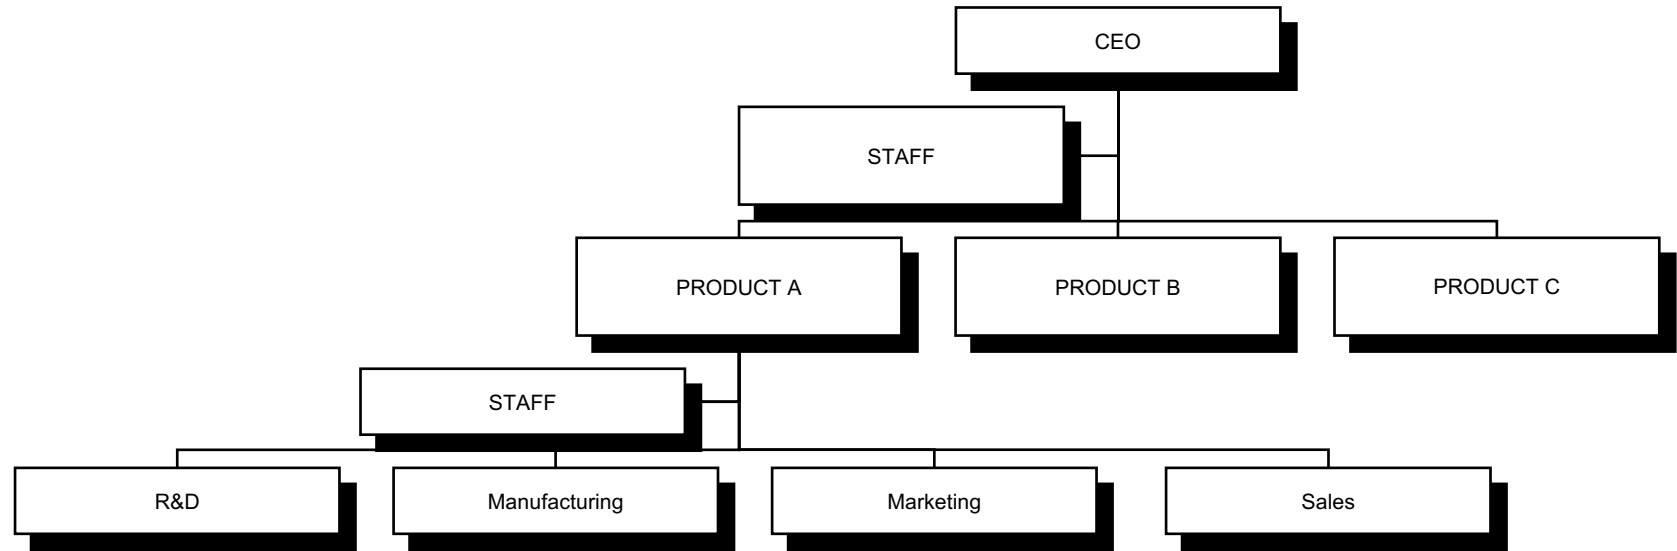 CEO
STAFF
PRODUCT A
PRODUCT B
PRODUCT C
STAFF
R&D
Manufacturing
Marketing
Sales